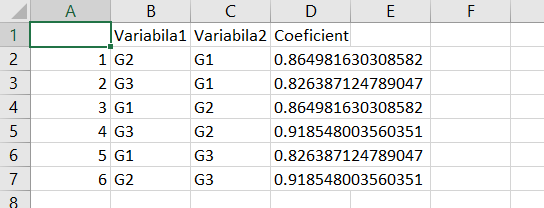 A B C D E F
1 Variabila1 Variabila2 Coeficient
2 1 G2 G1 0.864981630308582
3 2 G3 G1 0.826387124789047
4 3 G1 G2 0.864981630308582
5 4 G3 G2 0.918548003560351
6 5 G1 G3 0.826387124789047
7 6 G2 G3 0.918548003560351
8